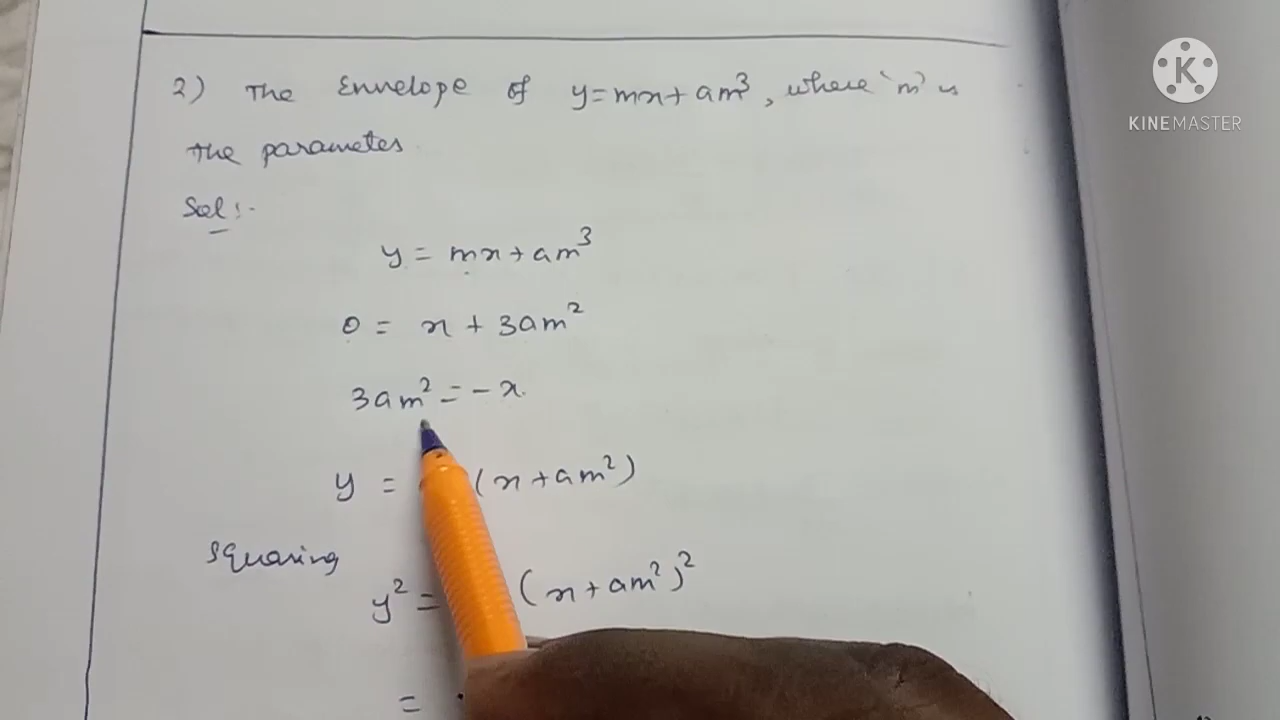 2) The Envelope of y=mx+am³, where 'm' is
the parameter
Sol:-
y = mx+am³
0 = x + 3am²
3am² = -x
y = (x+am²)
Squaring
y² = (x+am²)²
=
K
KINEMASTER